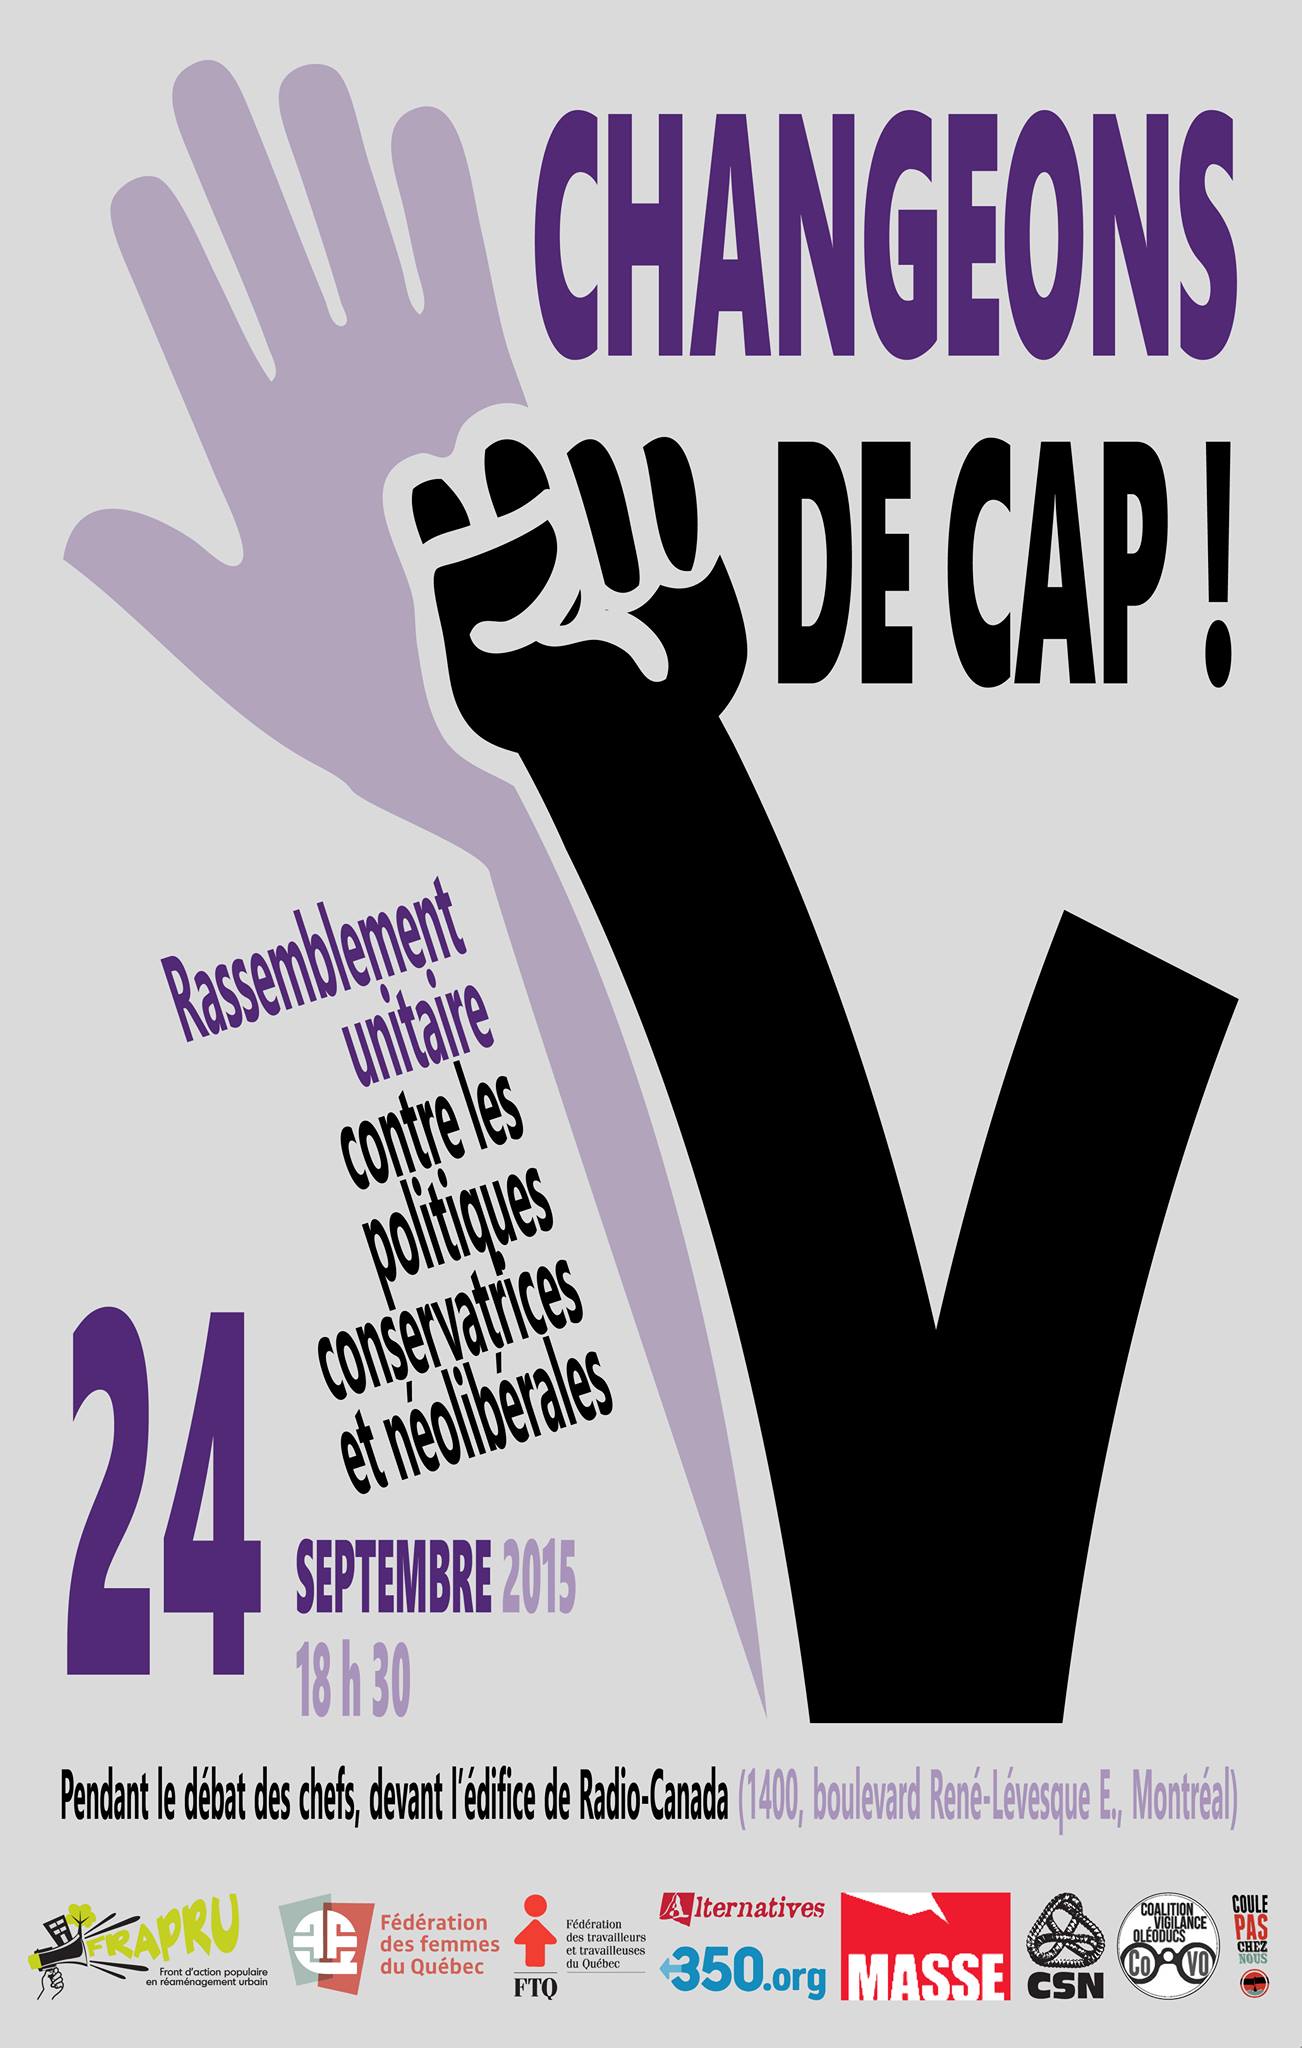 CHANGEONS
DE CAP !
Rassemblement
unitaire
contre les
politiques
conservatrices
et néolibérales
24
SEPTEMBRE 2015
18 h 30
Pendant le débat des chefs, devant l'édifice de Radio-Canada (1400, boulevard René-Lévesque E., Montréal)
FRAPRU
Front d'action populaire
en réaménagement urbain
Fédération
des femmes
du Québec
FTQ
Fédération
des travailleurs
et travailleuses
du Québec
Alternatives
350.org
MASSE
CSN
COALITION
VIGILANCE
OLÉODUCS
CoVO
COULE
PAS
CHEZ
NOUS